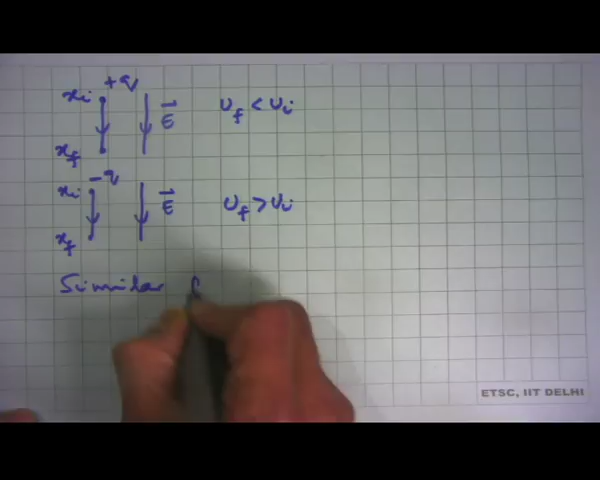 xi +q E⃗ Uf < Ui
xf
xi -q E⃗ Uf > Ui
xf
Similar
ETSC, IIT DELHI